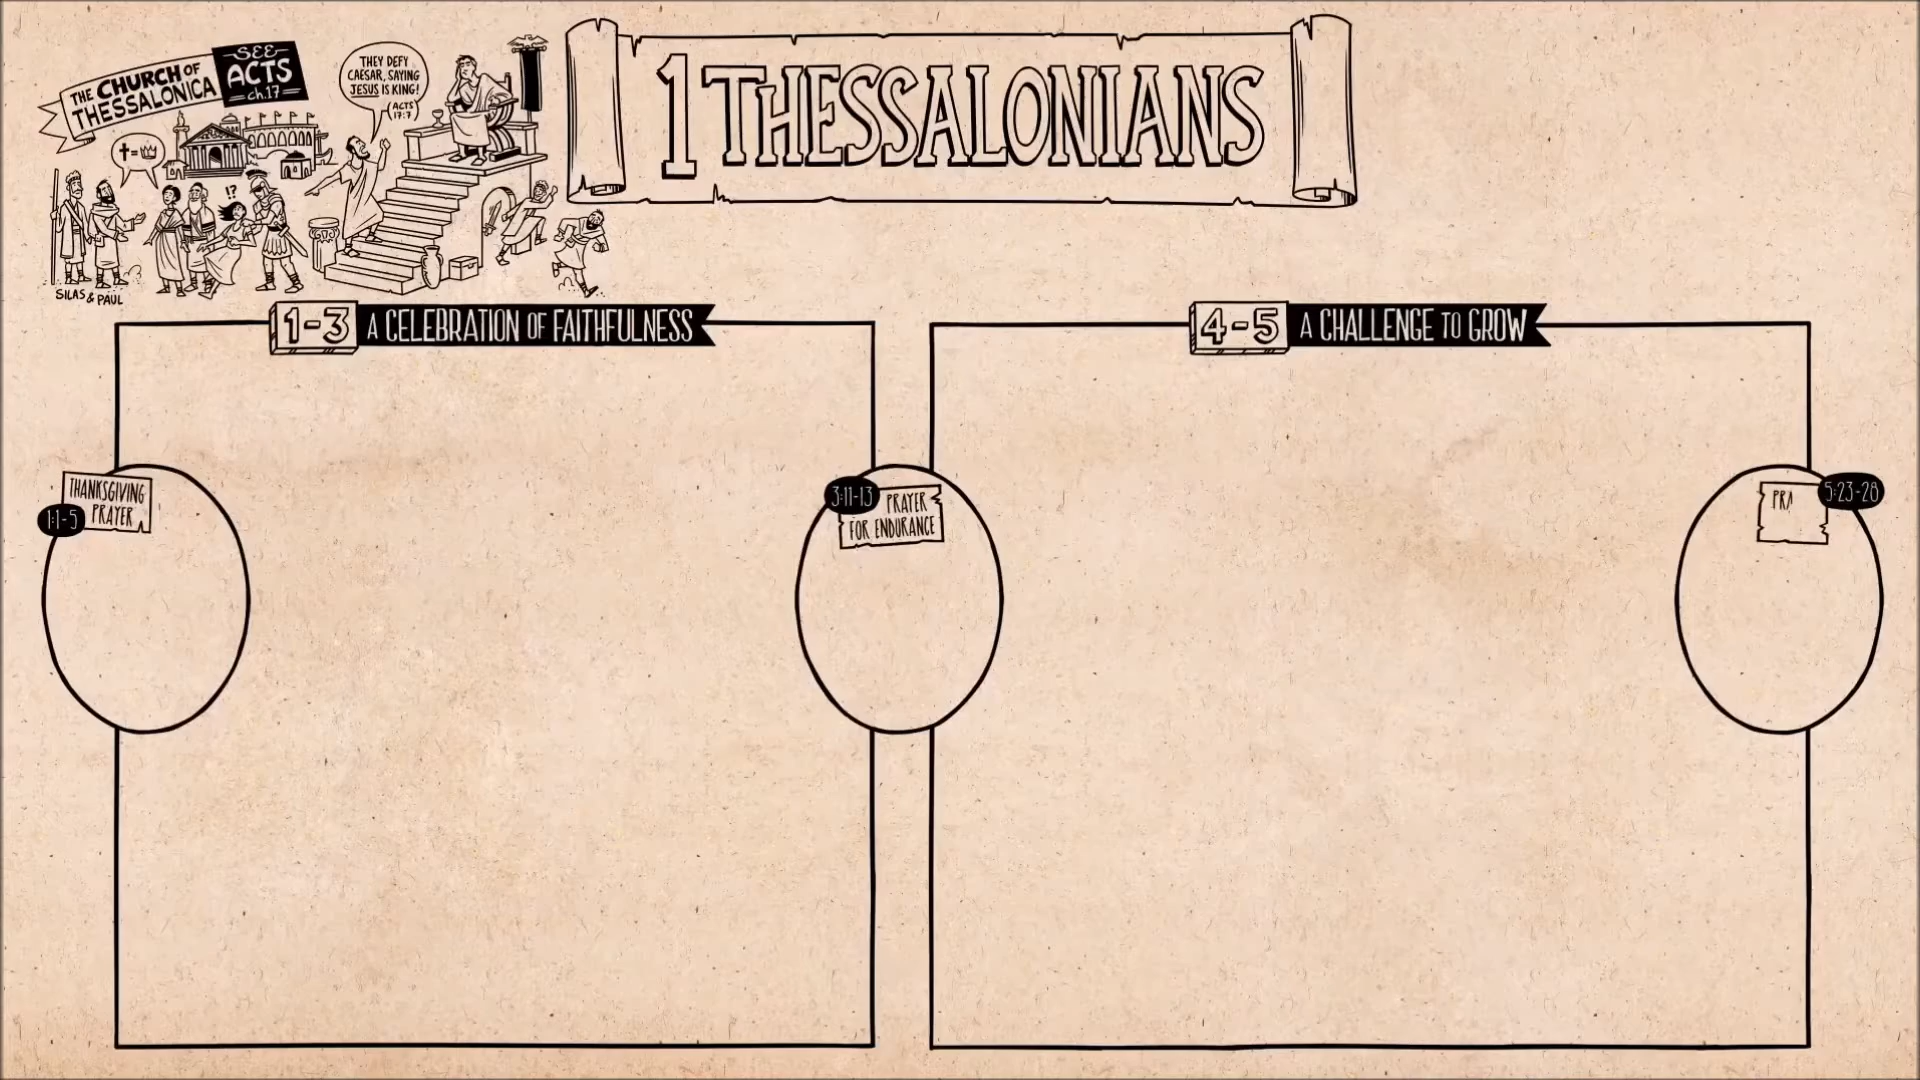 THE CHURCH OF
THESSALONICA
SEE
ACTS
ch.17
THEY DEFY
CAESAR, SAYING
JESUS IS KING!
(ACTS
17:7)
!?
SILAS & PAUL
1 THESSALONIANS
1-3 A CELEBRATION OF FAITHFULNESS
4-5 A CHALLENGE TO GROW
THANKSGIVING
1:1-5 PRAYER
3:11-13 PRAYER
FOR ENDURANCE
PRA 5:23-28